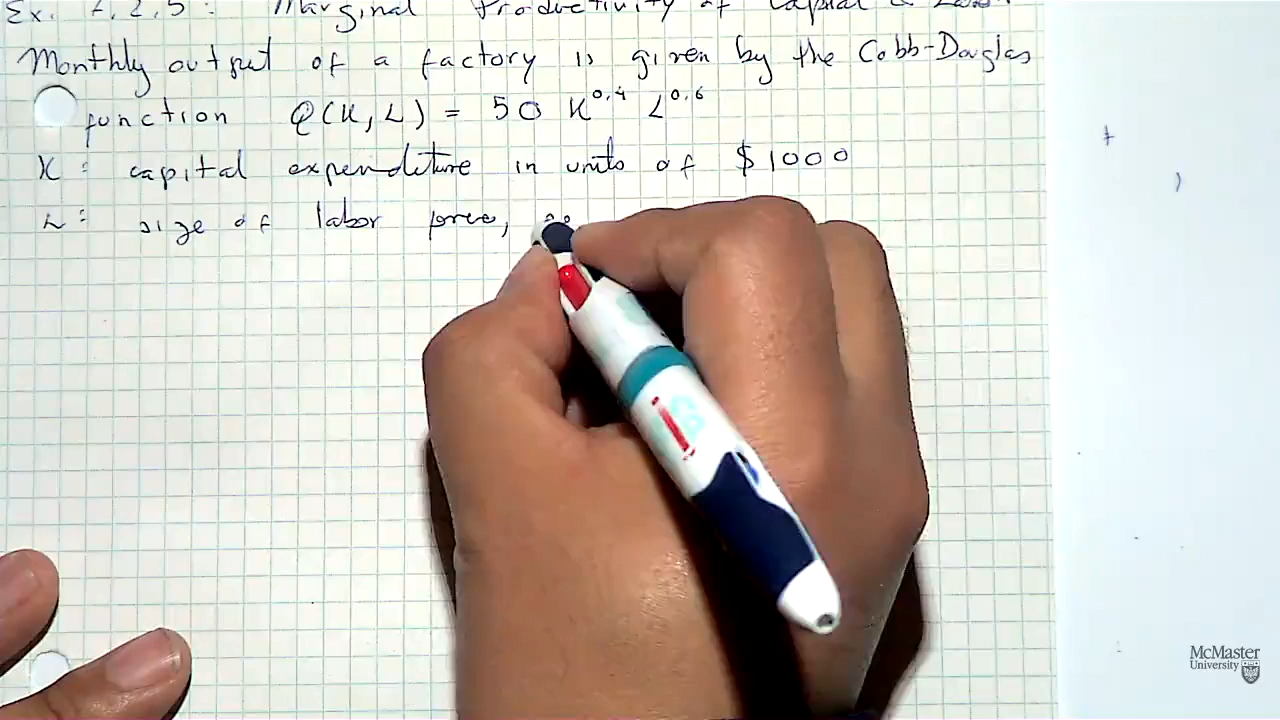 Ex. 7.2.5: Marginal Productivity of Capital & Labor
Monthly output of a factory is given by the Cobb-Douglas
function Q(K, L) = 50 K^0.4 L^0.6
K: capital expenditure in units of $1000
L: size of labor force,
McMaster
University